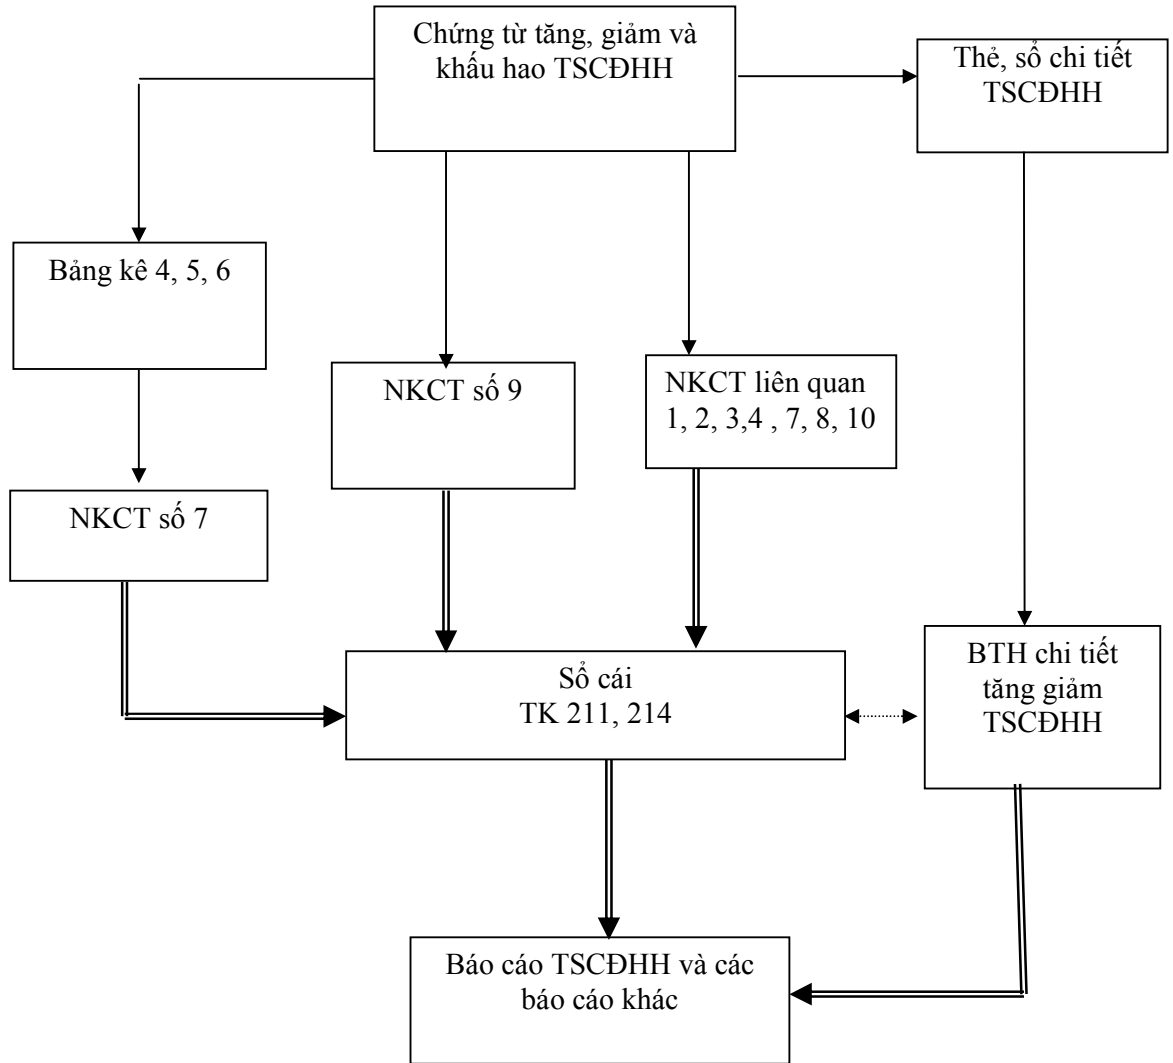 Chứng từ tăng, giảm và
khấu hao TSCĐHH
Thẻ, sổ chi tiết
TSCĐHH
Bảng kê 4, 5, 6
NKCT số 9
NKCT liên quan
1, 2, 3,4 , 7, 8, 10
NKCT số 7
Sổ cái
TK 211, 214
BTH chi tiết
tăng giảm
TSCĐHH
Báo cáo TSCĐHH và các
báo cáo khác